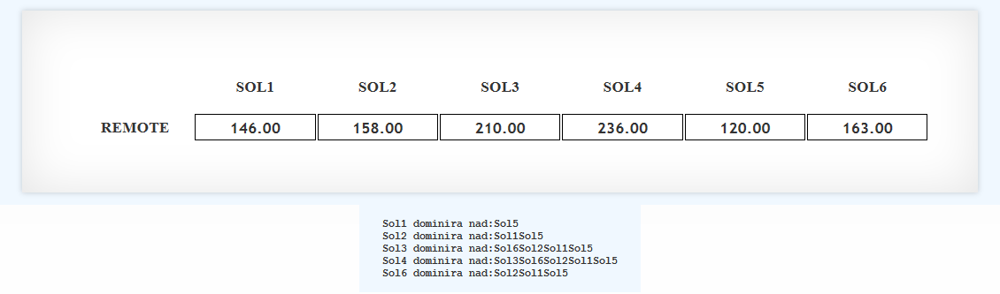 SOL1 SOL2 SOL3 SOL4 SOL5 SOL6
REMOTE 146.00 158.00 210.00 236.00 120.00 163.00
Sol1 dominira nad:Sol5
Sol2 dominira nad:Sol1Sol5
Sol3 dominira nad:Sol6Sol2Sol1Sol5
Sol4 dominira nad:Sol3Sol6Sol2Sol1Sol5
Sol6 dominira nad:Sol2Sol1Sol5